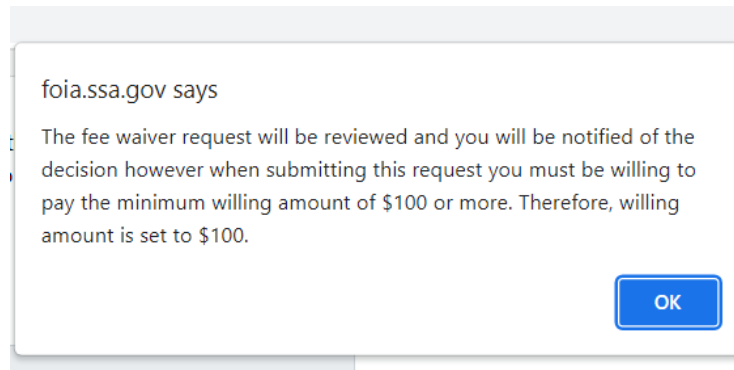 foia.ssa.gov says
The fee waiver request will be reviewed and you will be notified of the
decision however when submitting this request you must be willing to
pay the minimum willing amount of $100 or more. Therefore, willing
amount is set to $100.
OK